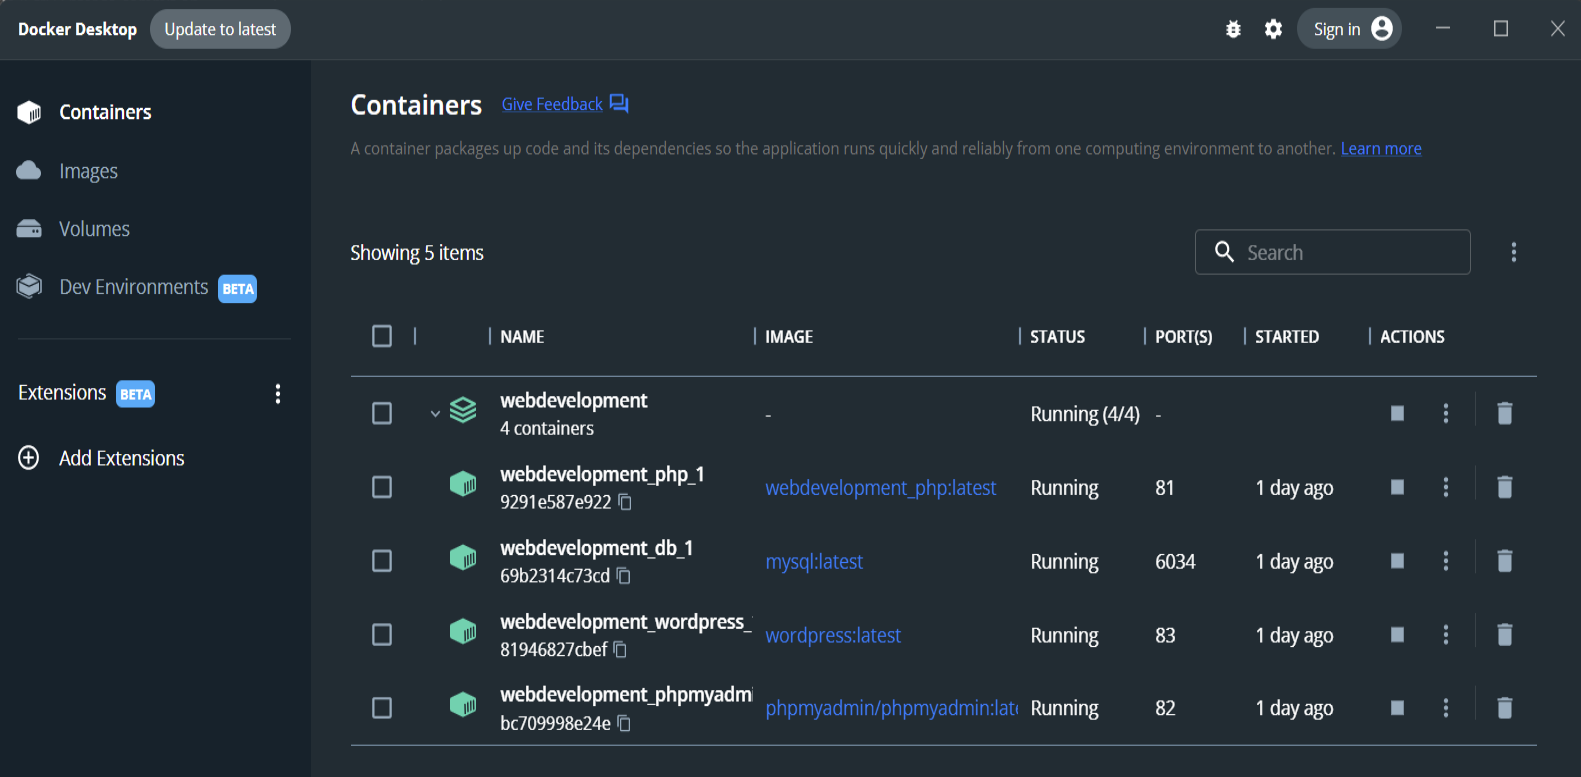 Docker Desktop Update to latest Sign in
Containers
Images
Volumes
Dev Environments BETA
Extensions BETA
Add Extensions
Containers Give Feedback
A container packages up code and its dependencies so the application runs quickly and reliably from one computing environment to another. Learn more
Showing 5 items Search
NAME IMAGE STATUS PORT(S) STARTED ACTIONS
webdevelopment - Running (4/4) -
4 containers
webdevelopment_php_1 webdevelopment_php:latest Running 81 1 day ago
9291e587e922
webdevelopment_db_1 mysql:latest Running 6034 1 day ago
69b2314c73cd
webdevelopment_wordpress_ wordpress:latest Running 83 1 day ago
81946827cbef
webdevelopment_phpmyadmi phpmyadmin/phpmyadmin:late Running 82 1 day ago
bc709998e24e